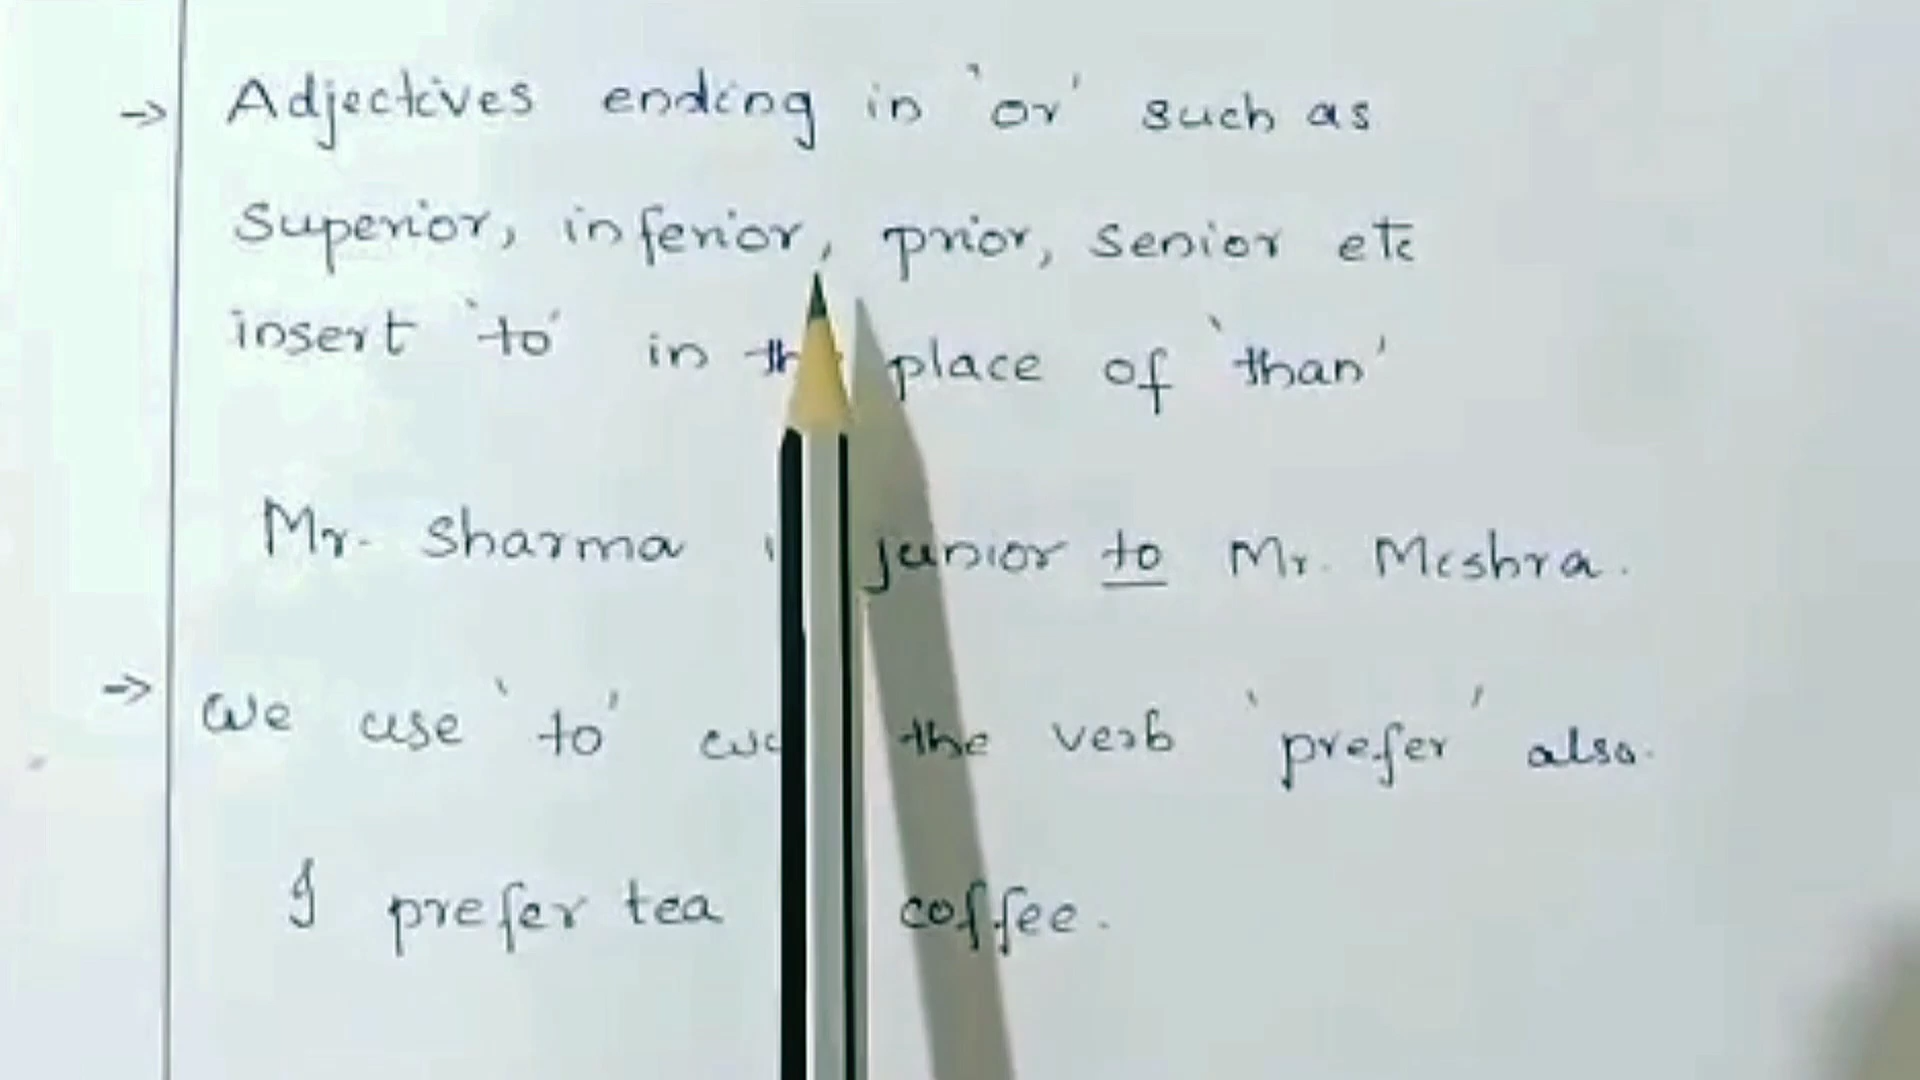 → Adjectives ending in 'or' such as
superior, inferior, prior, senior etc
insert 'to' in place of 'than'
Mr. Sharma junior to Mr. Mishra.
→ We use 'to' the verb 'prefer' also.
I prefer tea coffee.